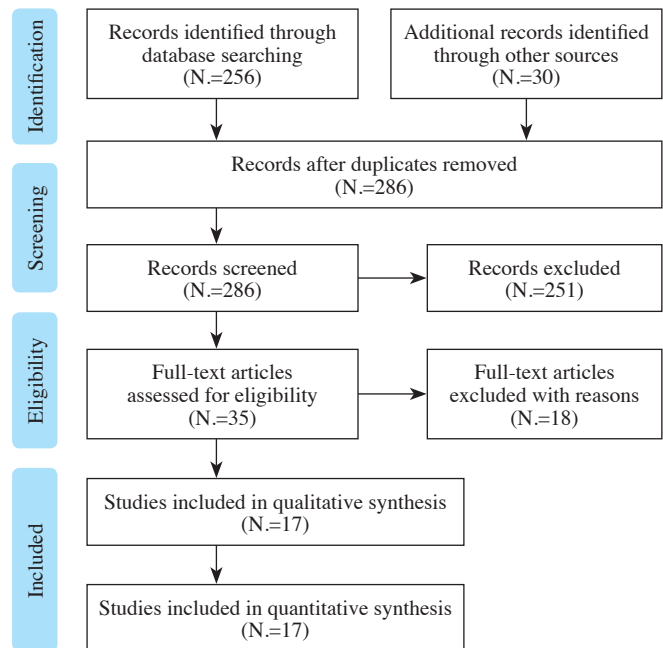 Identification
Records identified through
database searching
(N.=256)
Additional records identified
through other sources
(N.=30)
Records after duplicates removed
(N.=286)
Screening
Records screened
(N.=286)
Records excluded
(N.=251)
Eligibility
Full-text articles
assessed for eligibility
(N.=35)
Full-text articles
excluded with reasons
(N.=18)
Included
Studies included in qualitative synthesis
(N.=17)
Studies included in quantitative synthesis
(N.=17)